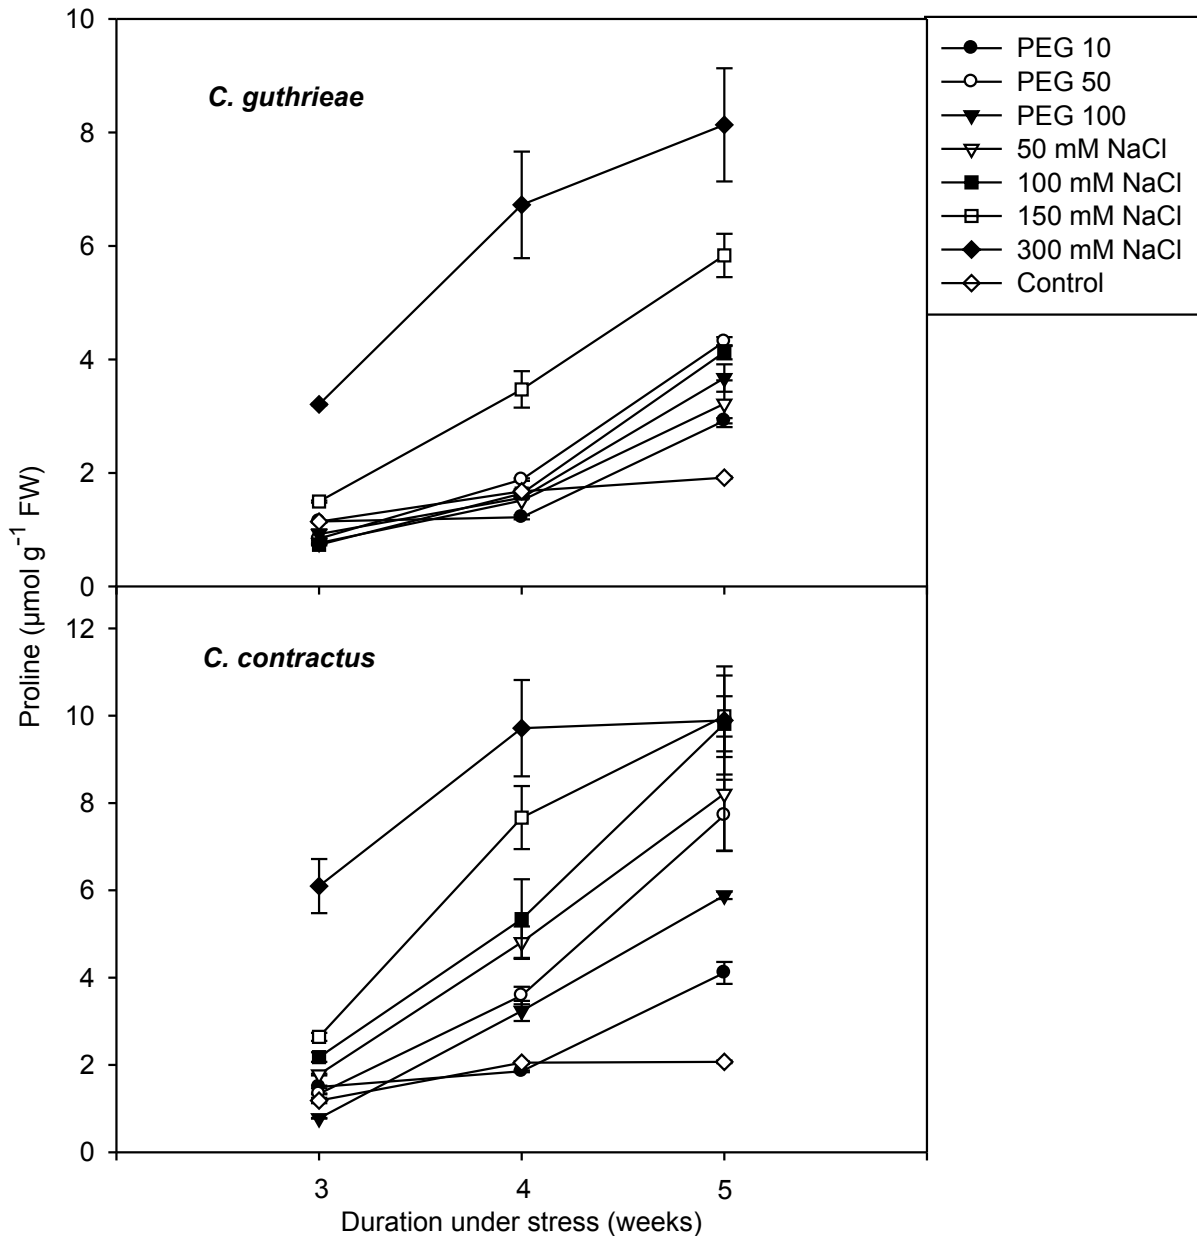 10
C. guthrieae
8
6
4
2
0
PEG 10
PEG 50
PEG 100
50 mM NaCl
100 mM NaCl
150 mM NaCl
300 mM NaCl
Control
Proline (µmol g⁻¹ FW)
12
C. contractus
10
8
6
4
2
0
3 4 5
Duration under stress (weeks)